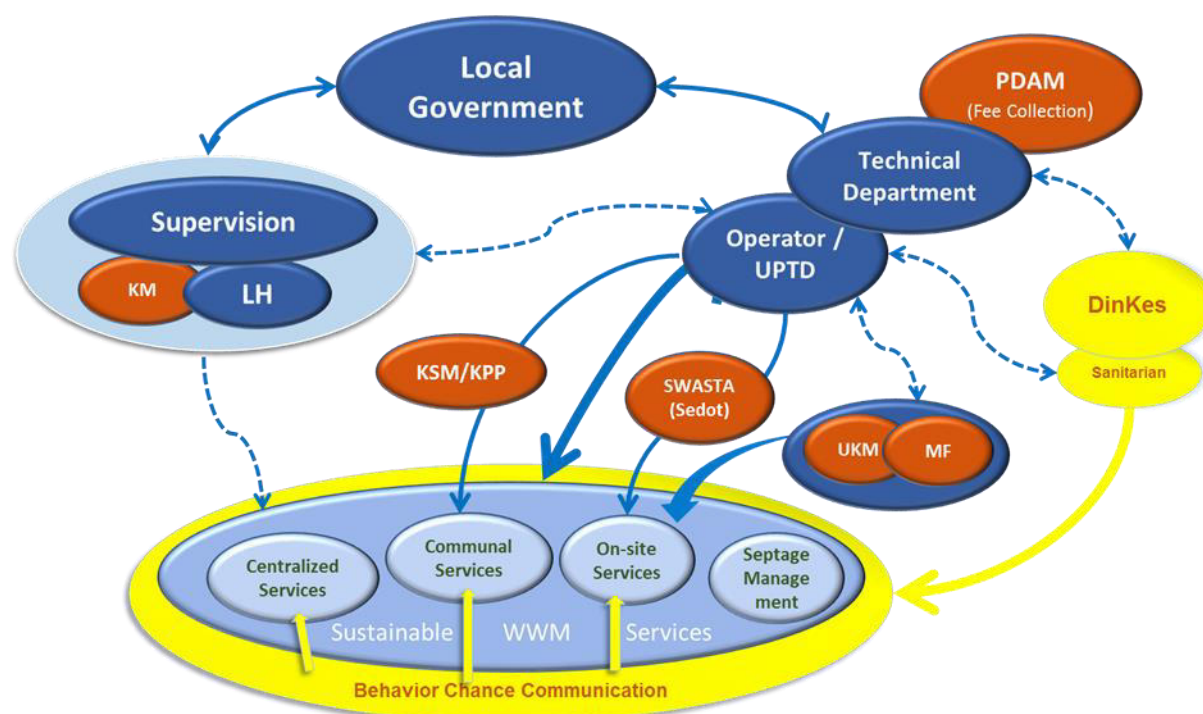 Local
Government
PDAM
(Fee Collection)
Technical
Department
Supervision
KM
LH
Operator /
UPTD
DinKes
Sanitarian
KSM/KPP
SWASTA
(Sedot)
UKM
MF
Centralized
Services
Communal
Services
On-site
Services
Septage
Manage
ment
Sustainable WWM Services
Behavior Chance Communication